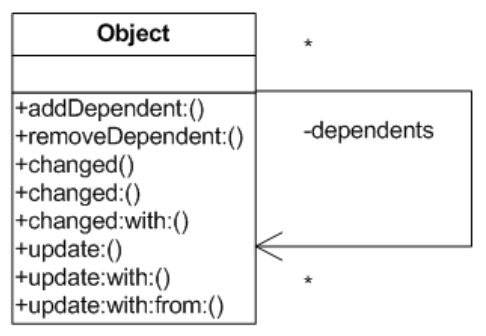 Object
*
+addDependent:()
+removeDependent:()
-dependents
+changed()
+changed:()
+changed:with:()
+update:()
+update:with:()
*
+update:with:from:()